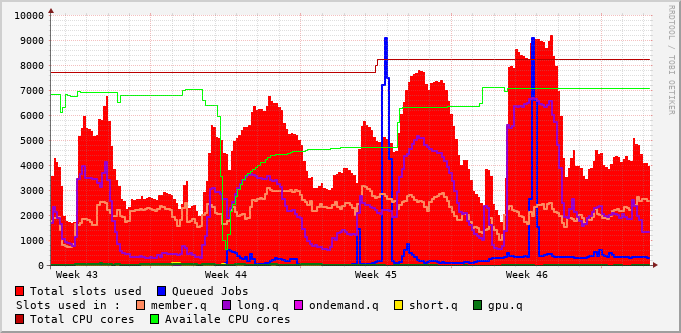 10000
9000
8000
7000
6000
5000
4000
3000
2000
1000
0
Week 43 Week 44 Week 45 Week 46
RRDTOOL / TOBI OETIKER
Total slots used Queued Jobs
Slots used in : member.q long.q ondemand.q short.q gpu.q
Total CPU cores Availale CPU cores